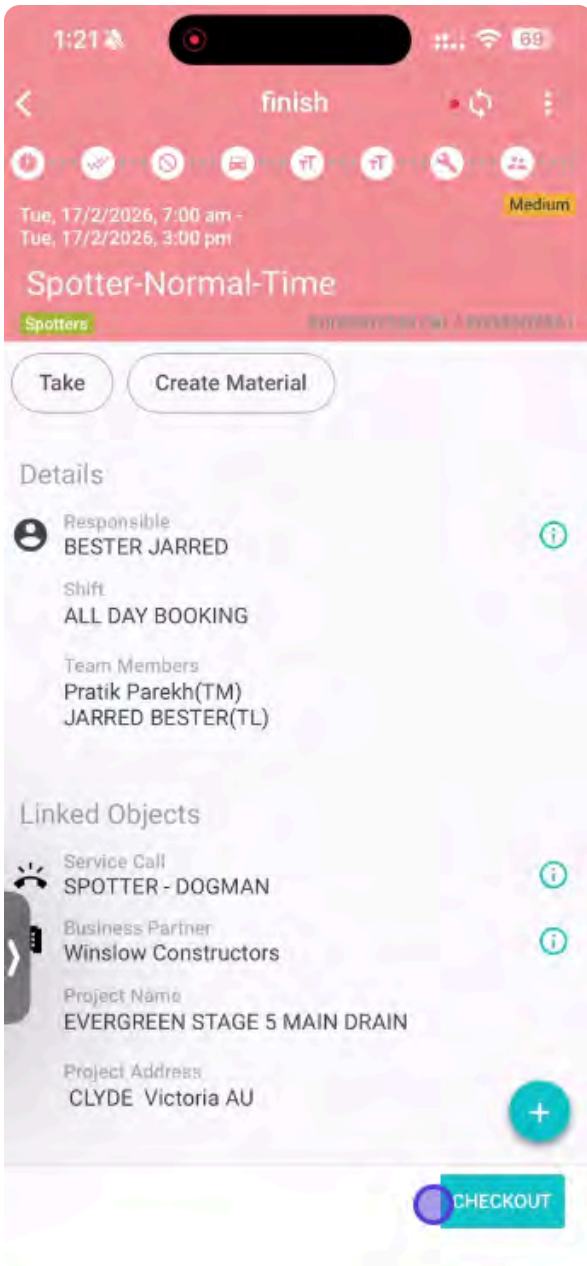 1:21
69
finish
Tue, 17/2/2026, 7:00 am -
Tue, 17/2/2026, 3:00 pm
Medium
Spotter-Normal-Time
Spotters
Take
Create Material
Details
Responsible
BESTER JARRED
Shift
ALL DAY BOOKING
Team Members
Pratik Parekh(TM)
JARRED BESTER(TL)
Linked Objects
Service Call
SPOTTER - DOGMAN
Business Partner
Winslow Constructors
Project Name
EVERGREEN STAGE 5 MAIN DRAIN
Project Address
CLYDE Victoria AU
CHECKOUT